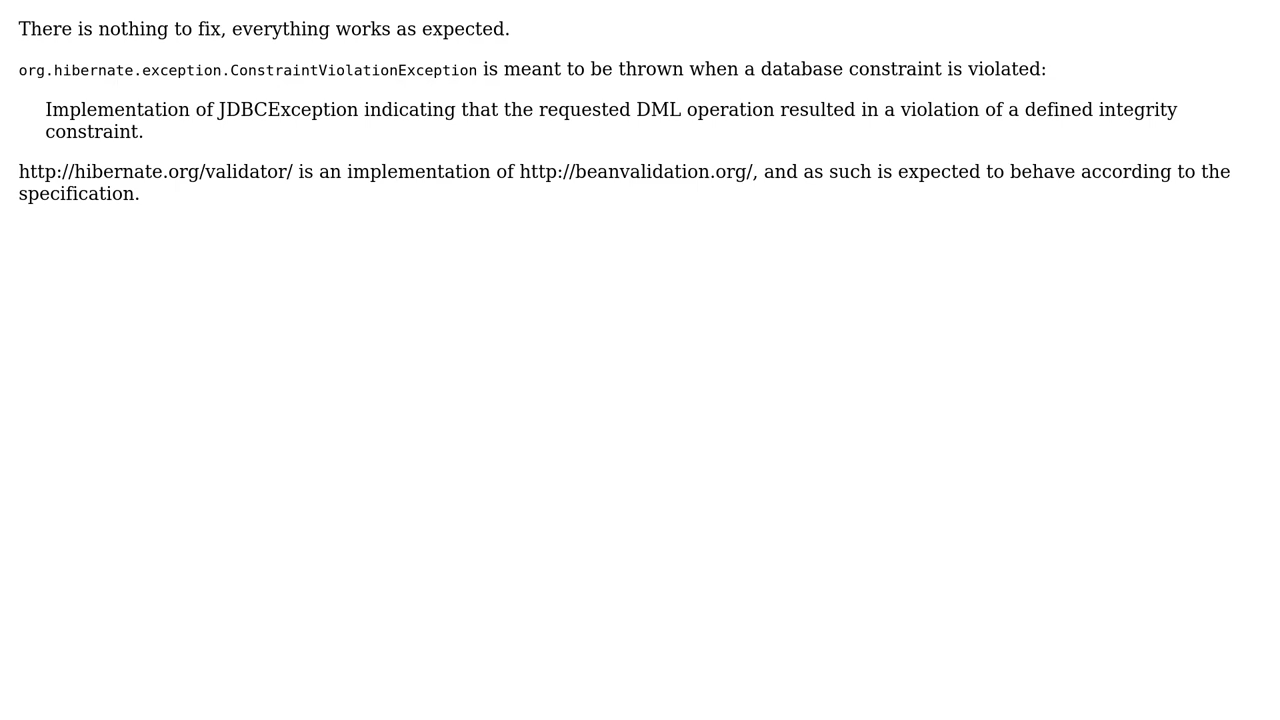 There is nothing to fix, everything works as expected.
org.hibernate.exception.ConstraintViolationException is meant to be thrown when a database constraint is violated:
Implementation of JDBCException indicating that the requested DML operation resulted in a violation of a defined integrity
constraint.
http://hibernate.org/validator/ is an implementation of http://beanvalidation.org/, and as such is expected to behave according to the
specification.